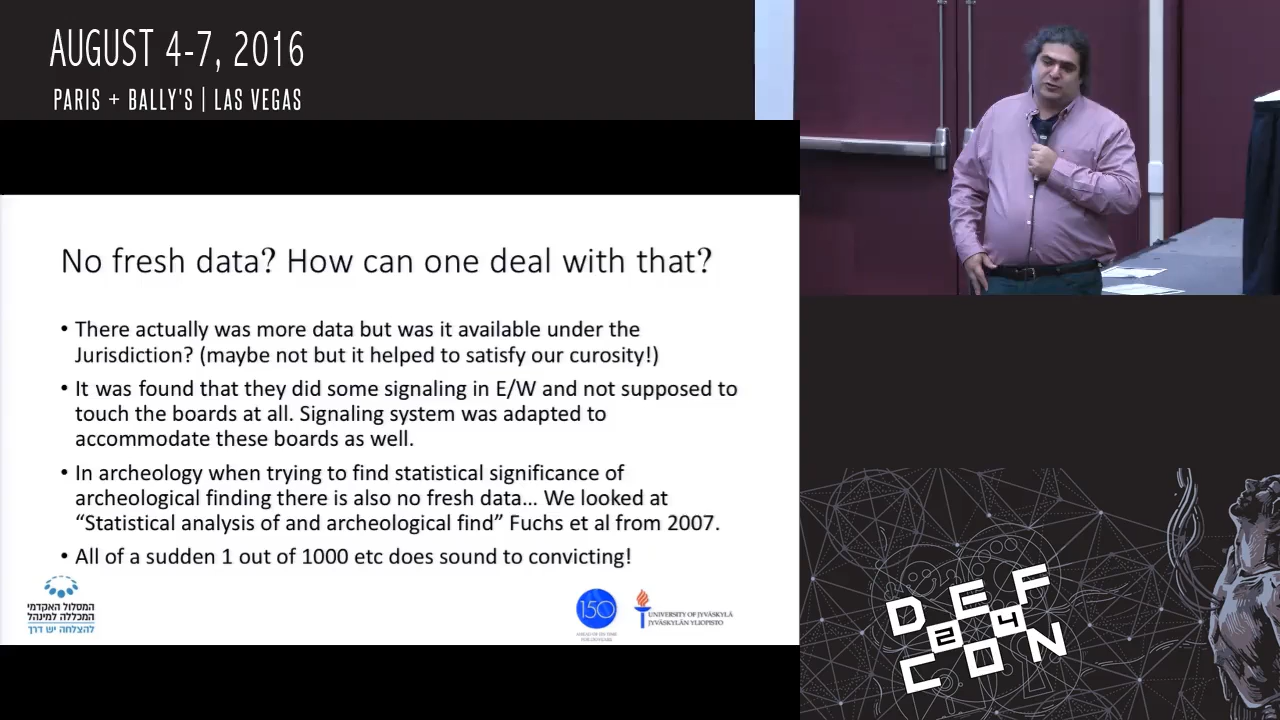 AUGUST 4-7, 2016
PARIS + BALLY'S | LAS VEGAS
No fresh data? How can one deal with that?
• There actually was more data but was it available under the
Jurisdiction? (maybe not but it helped to satisfy our curosity!)
• It was found that they did some signaling in E/W and not supposed to
touch the boards at all. Signaling system was adapted to
accommodate these boards as well.
• In archeology when trying to find statistical significance of
archeological finding there is also no fresh data... We looked at
“Statistical analysis of and archeological find” Fuchs et al from 2007.
• All of a sudden 1 out of 1000 etc does sound to convicting!
המסלול האקדמי
המכללה למינהל
להצלחה יש דרך
150
UNIVERSITY OF JYVÄSKYLÄ
JYVÄSKYLÄN YLIOPISTO
DEF
24
CON